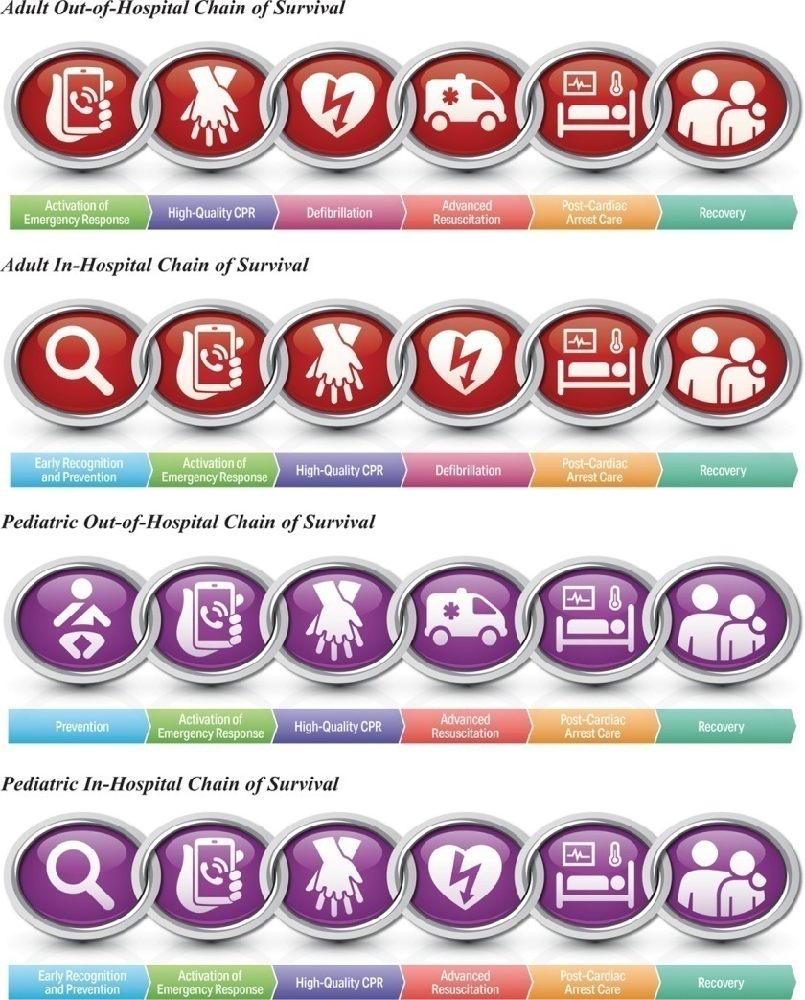 Adult Out-of-Hospital Chain of Survival
Activation of
Emergency Response
High-Quality CPR
Defibrillation
Advanced
Resuscitation
Post–Cardiac
Arrest Care
Recovery
Adult In-Hospital Chain of Survival
Early Recognition
and Prevention
Activation of
Emergency Response
High-Quality CPR
Defibrillation
Post–Cardiac
Arrest Care
Recovery
Pediatric Out-of-Hospital Chain of Survival
Prevention
Activation of
Emergency Response
High-Quality CPR
Advanced
Resuscitation
Post–Cardiac
Arrest Care
Recovery
Pediatric In-Hospital Chain of Survival
Early Recognition
and Prevention
Activation of
Emergency Response
High-Quality CPR
Advanced
Resuscitation
Post–Cardiac
Arrest Care
Recovery